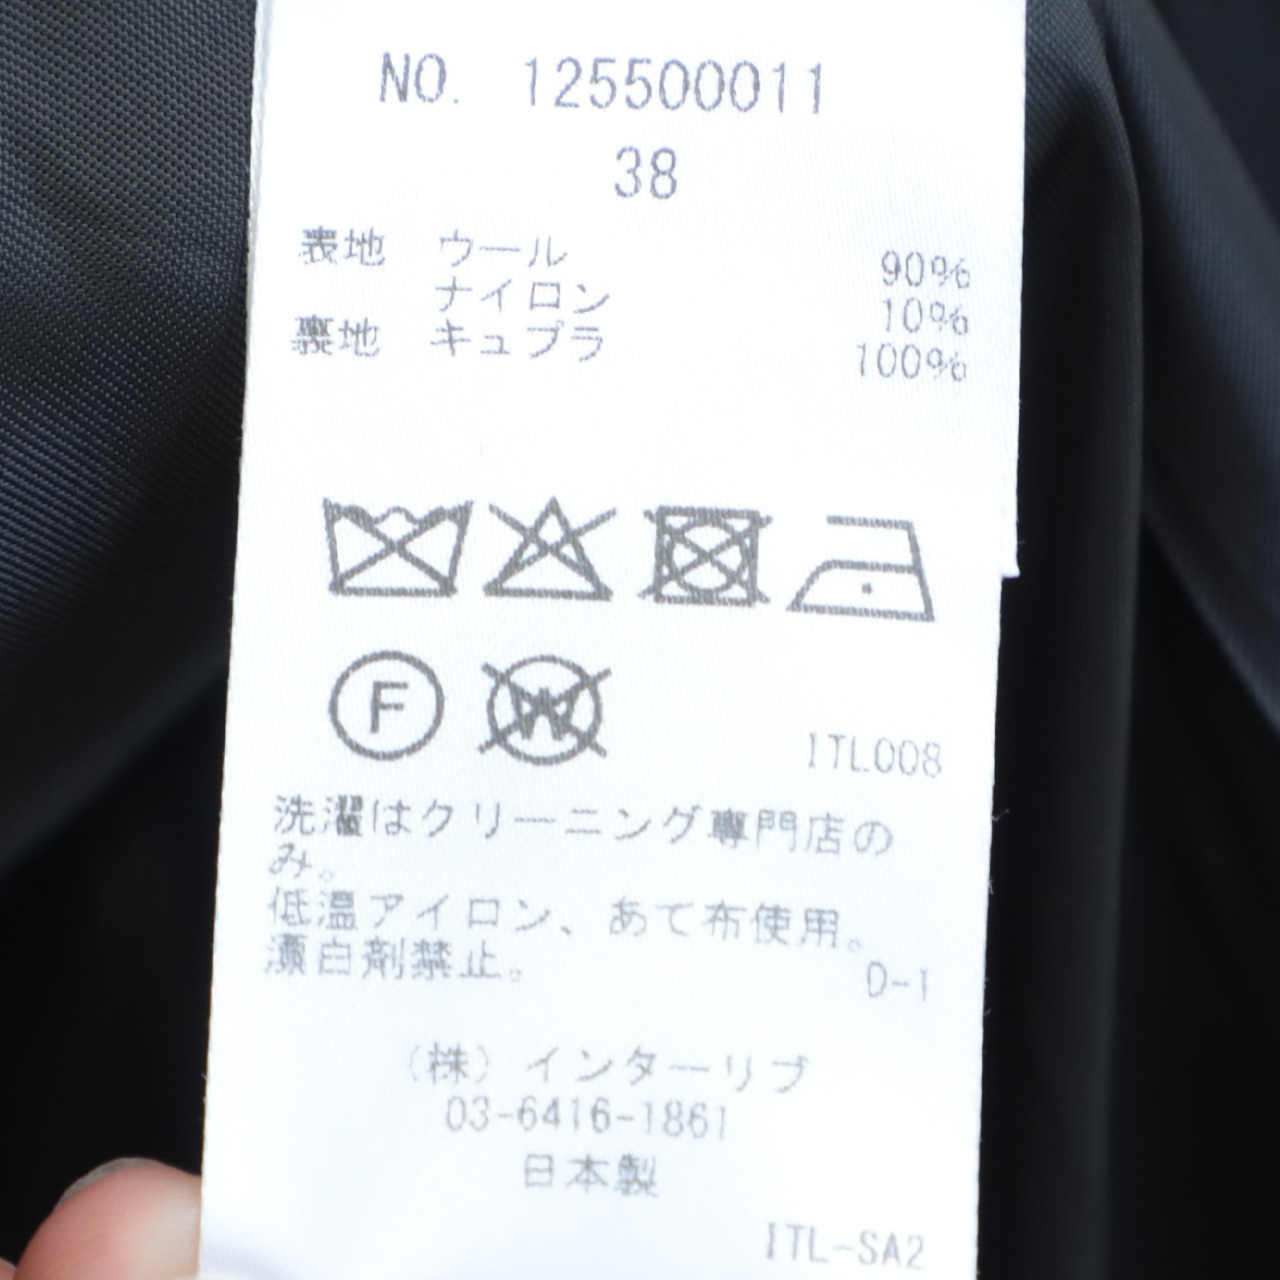 NO. 125500011
38
表地 ウール 90%
ナイロン 10%
裏地 キュプラ 100%
F W
ITL008
洗濯はクリーニング専門店の
み。
低温アイロン、あて布使用。
漂白剤禁止。
D-1
(株)インターリブ
03-6416-1861
日本製
ITL-SA2